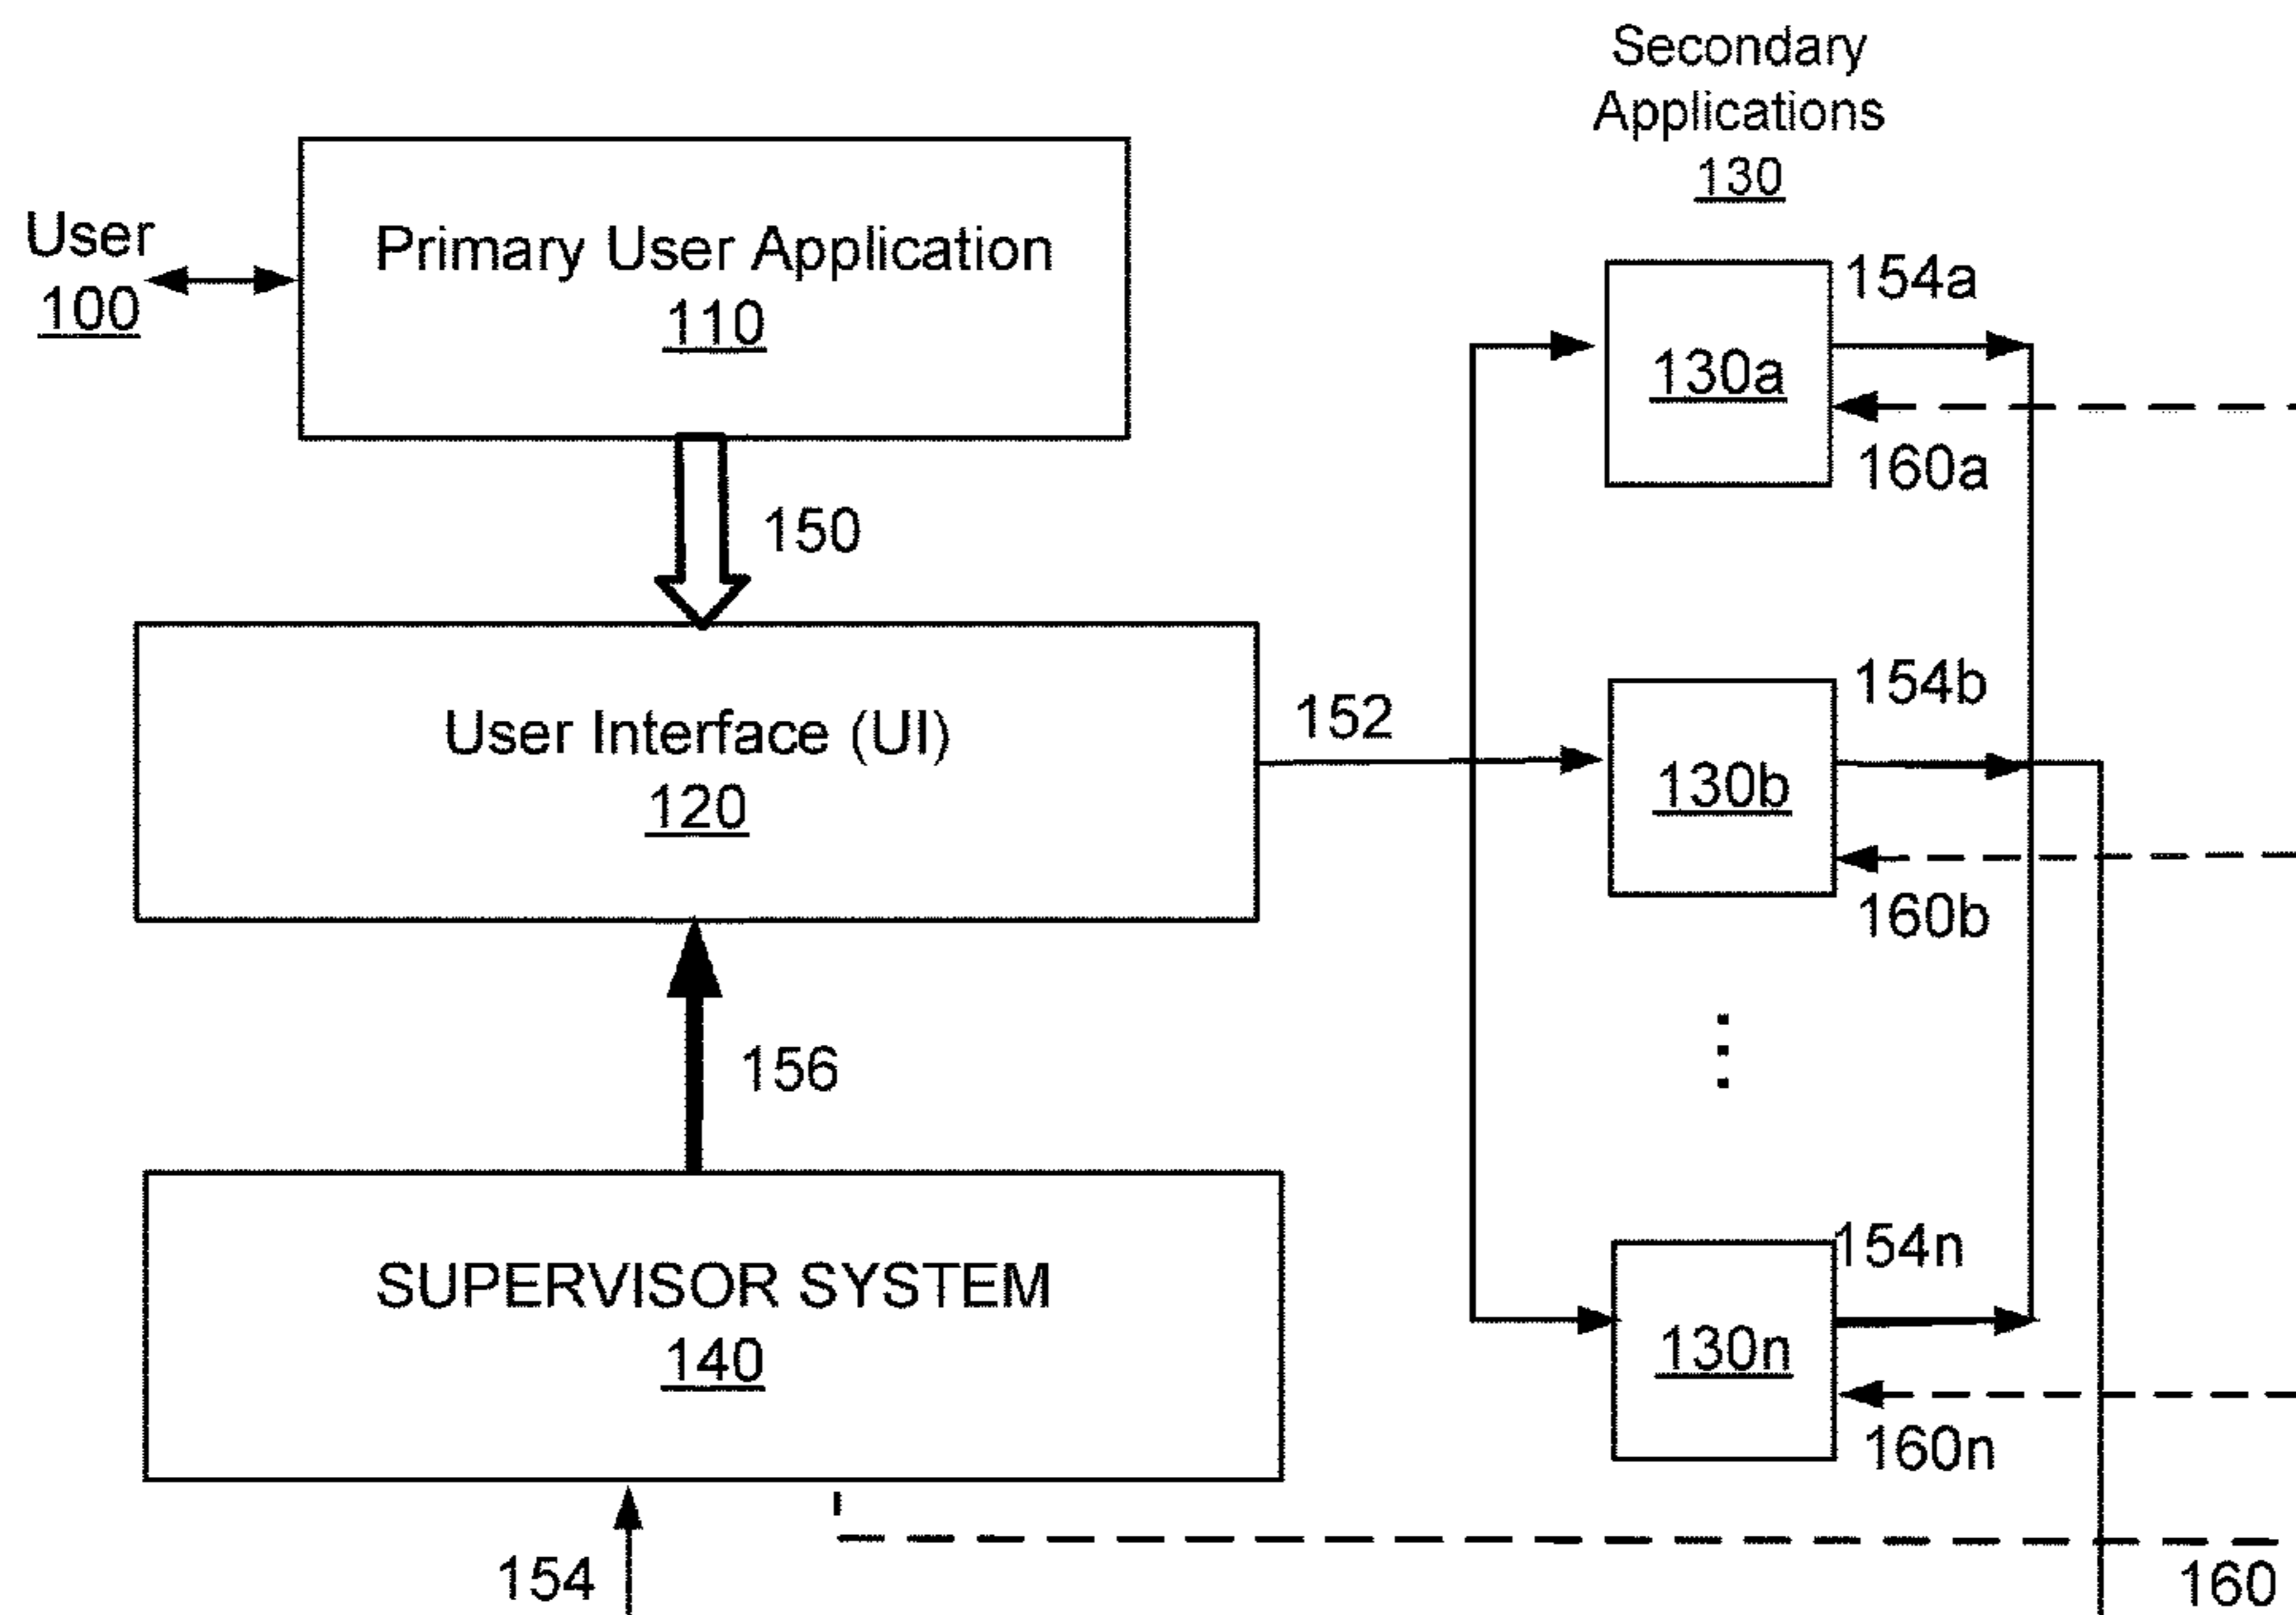 Secondary
Applications
130
User
100
Primary User Application
110
150
User Interface (UI)
120
152
156
SUPERVISOR SYSTEM
140
154
130a
154a
160a
130b
154b
160b
130n
154n
160n
160